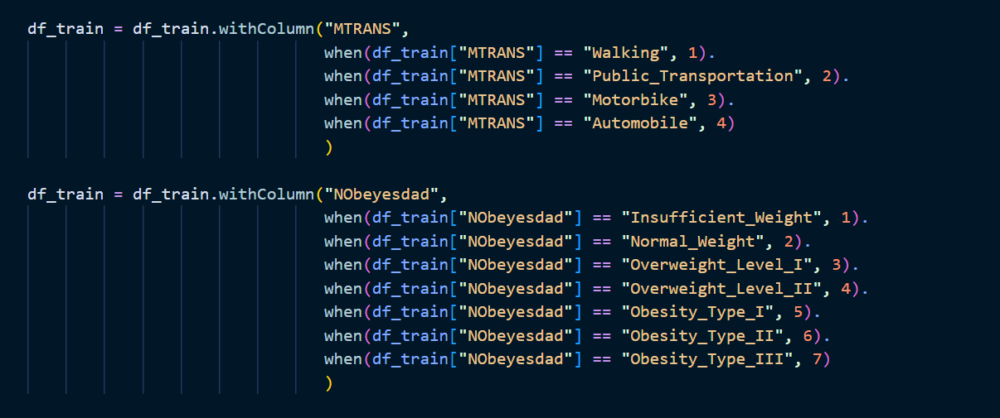 df_train = df_train.withColumn("MTRANS",
when(df_train["MTRANS"] == "Walking", 1).
when(df_train["MTRANS"] == "Public_Transportation", 2).
when(df_train["MTRANS"] == "Motorbike", 3).
when(df_train["MTRANS"] == "Automobile", 4)
)
df_train = df_train.withColumn("NObeyesdad",
when(df_train["NObeyesdad"] == "Insufficient_Weight", 1).
when(df_train["NObeyesdad"] == "Normal_Weight", 2).
when(df_train["NObeyesdad"] == "Overweight_Level_I", 3).
when(df_train["NObeyesdad"] == "Overweight_Level_II", 4).
when(df_train["NObeyesdad"] == "Obesity_Type_I", 5).
when(df_train["NObeyesdad"] == "Obesity_Type_II", 6).
when(df_train["NObeyesdad"] == "Obesity_Type_III", 7)
)